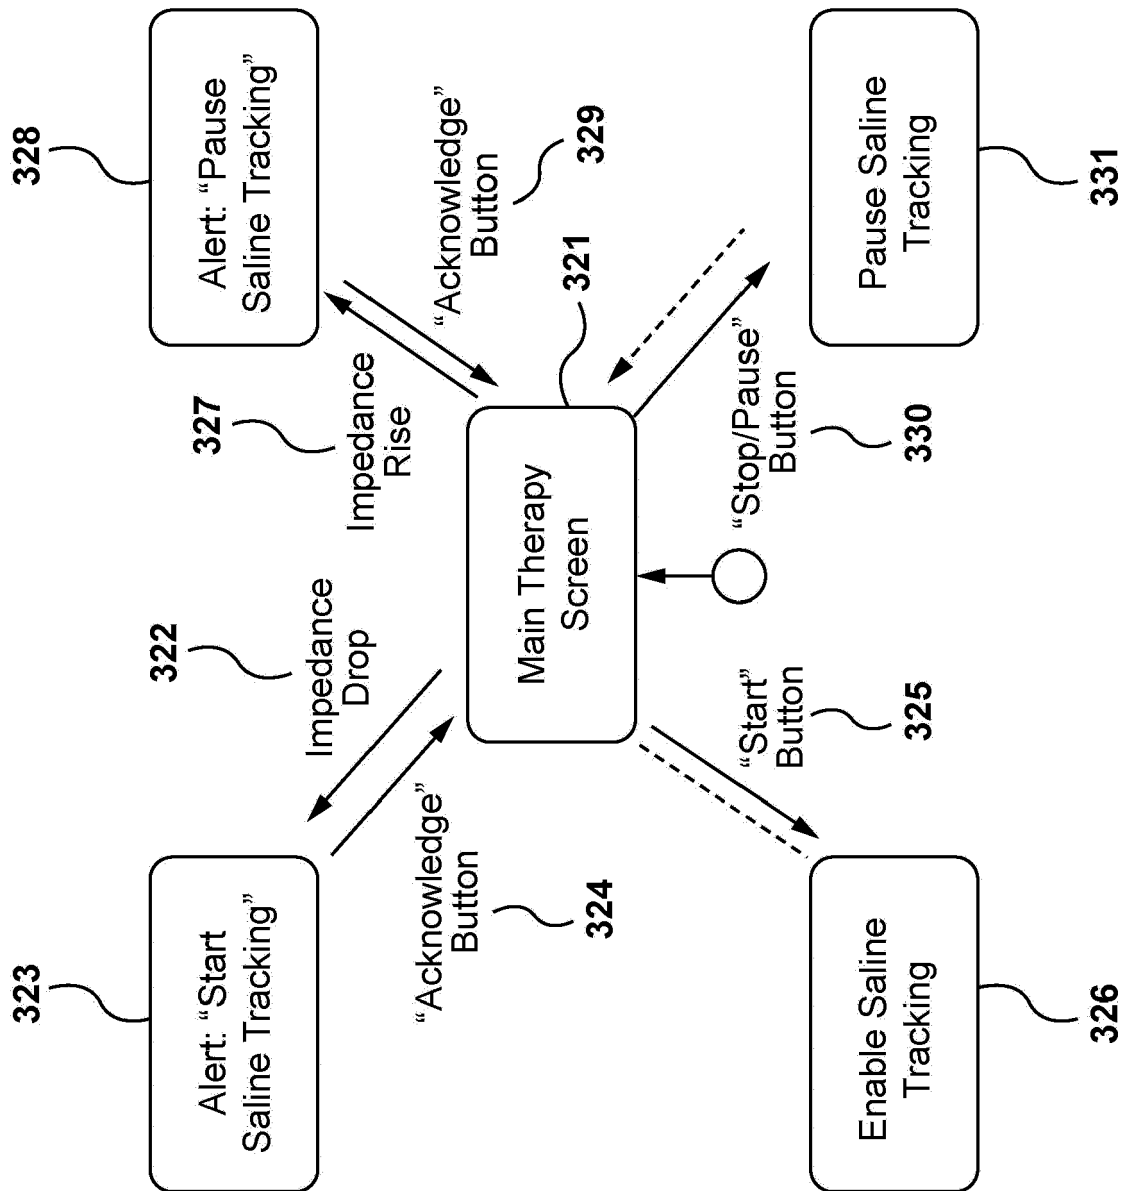 323
Alert: “Start
Saline Tracking”
322
Impedance
Drop
“Acknowledge”
Button
324
328
Alert: “Pause
Saline Tracking”
327
Impedance
Rise
“Acknowledge”
Button
329
Main Therapy
Screen
321
“Start”
Button
325
Enable Saline
Tracking
326
“Stop/Pause”
Button
330
Pause Saline
Tracking
331